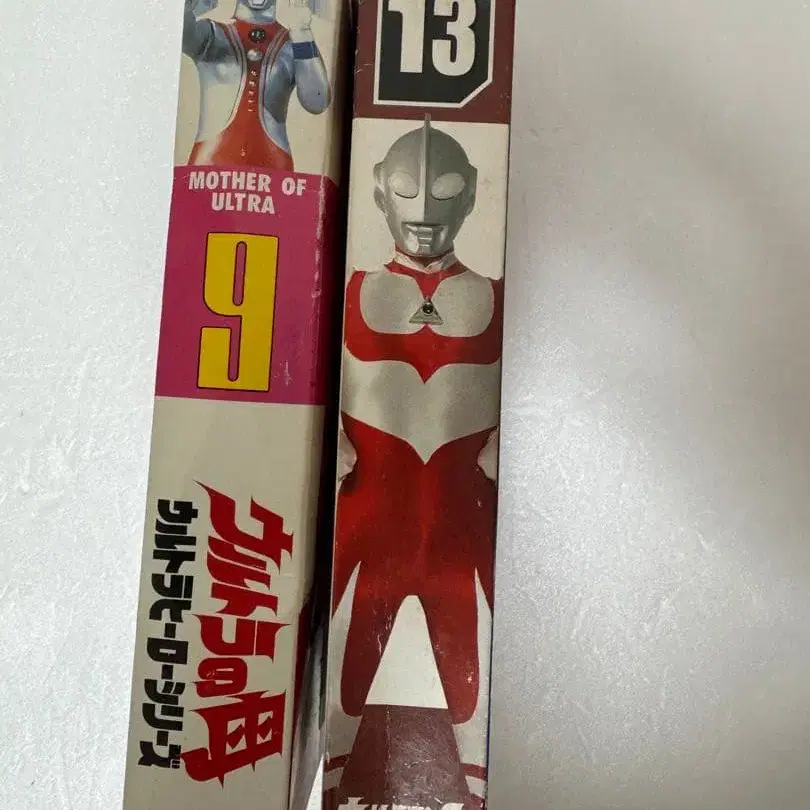 MOTHER OF
ULTRA
9
ウルトラの母
ウルトラヒーローシリーズ
13